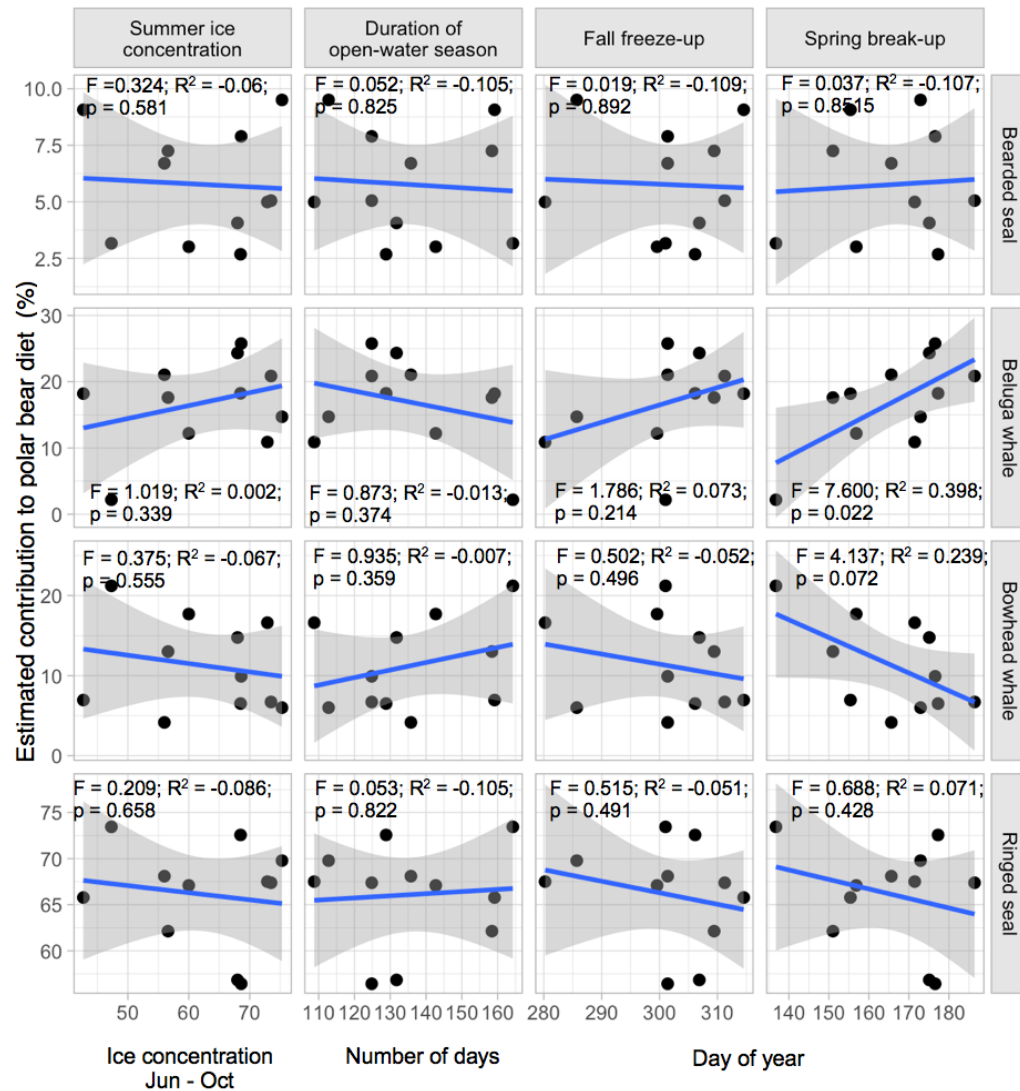 Summer ice
concentration
Duration of
open-water season
Fall freeze-up
Spring break-up
Estimated contribution to polar bear diet (%)
10.0
7.5
5.0
2.5
F =0.324; R² = -0.06;
p = 0.581
F = 0.052; R² = -0.105;
p = 0.825
F = 0.019; R² = -0.109;
p = 0.892
F = 0.037; R² = -0.107;
p = 0.8515
Bearded seal
30
20
10
0
F = 1.019; R² = 0.002;
p = 0.339
F = 0.873; R² = -0.013;
p = 0.374
F = 1.786; R² = 0.073;
p = 0.214
F = 7.600; R² = 0.398;
p = 0.022
Beluga whale
20
10
0
F = 0.375; R² = -0.067;
p = 0.555
F = 0.935; R² = -0.007;
p = 0.359
F = 0.502; R² = -0.052;
p = 0.496
F = 4.137; R² = 0.239;
p = 0.072
Bowhead whale
75
70
65
60
F = 0.209; R² = -0.086;
p = 0.658
F = 0.053; R² = -0.105;
p = 0.822
F = 0.515; R² = -0.051;
p = 0.491
F = 0.688; R² = 0.071;
p = 0.428
Ringed seal
50 60 70
110 120 130 140 150 160
280 290 300 310
140 150 160 170 180
Ice concentration
Jun - Oct
Number of days
Day of year